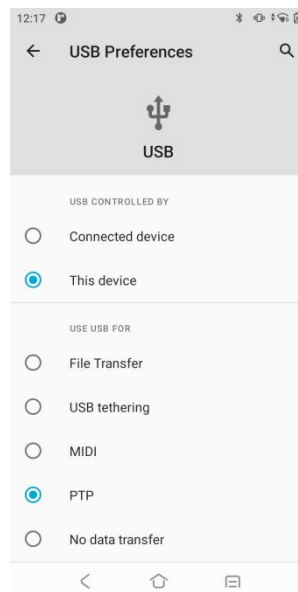 12:17
USB Preferences
USB
USB CONTROLLED BY
Connected device
This device
USE USB FOR
File Transfer
USB tethering
MIDI
PTP
No data transfer